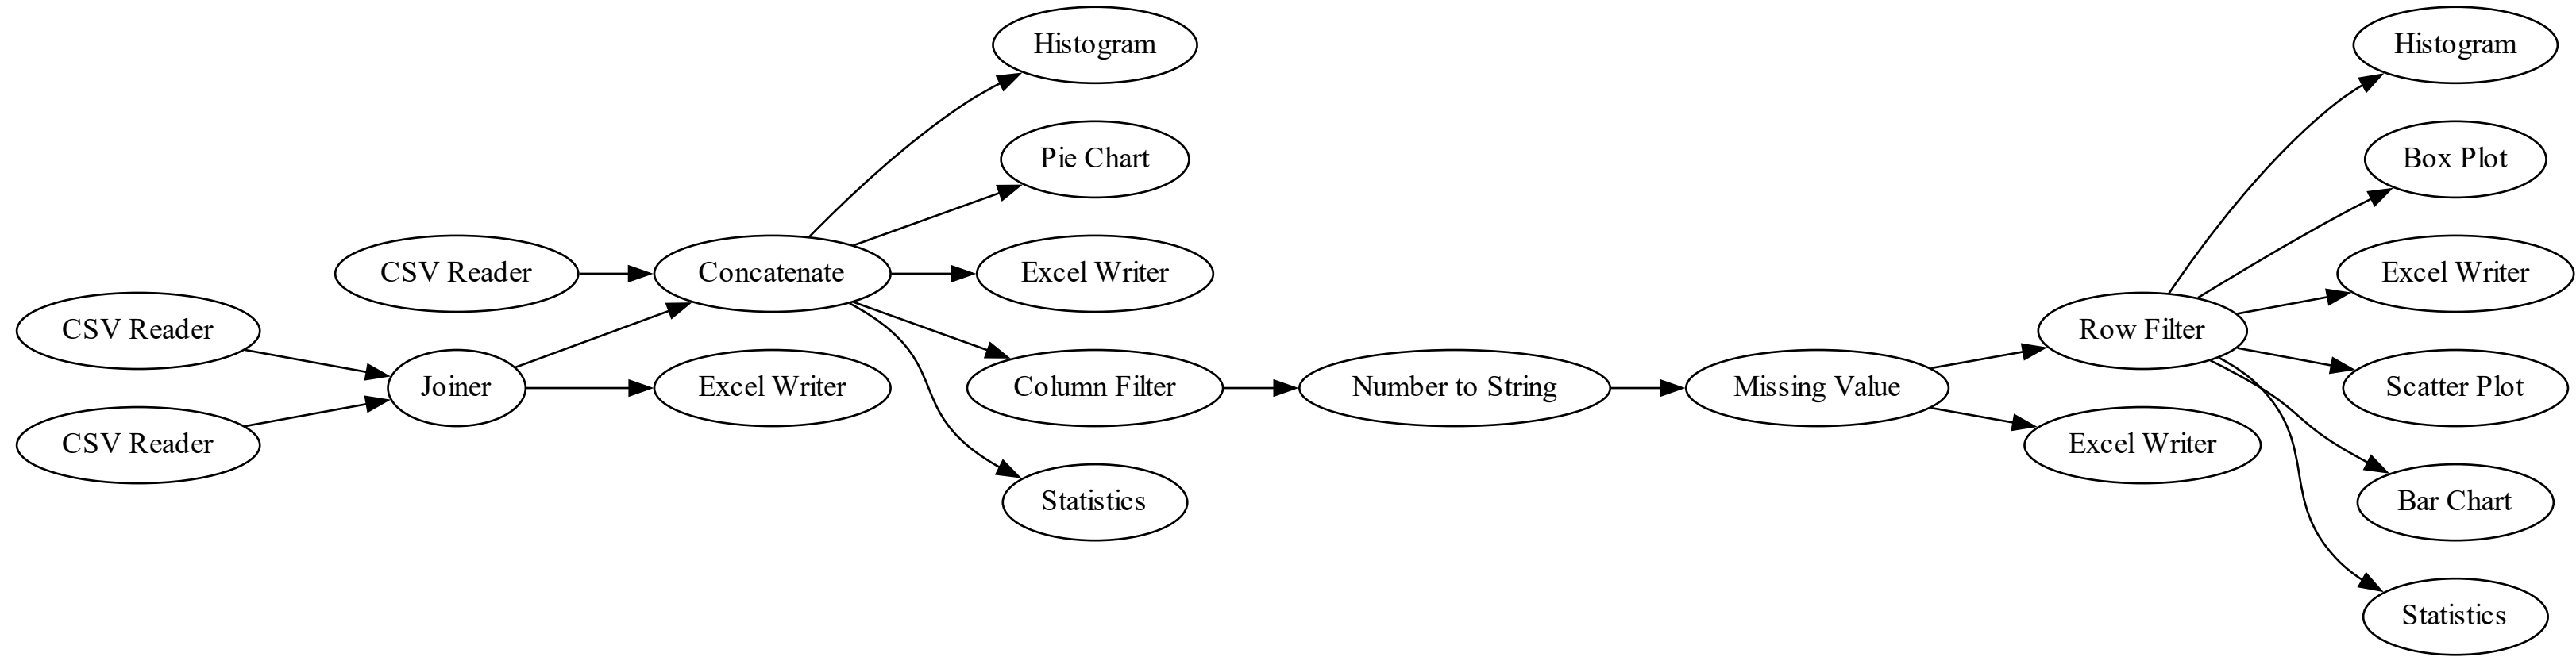 CSV Reader
CSV Reader
CSV Reader
Joiner
Concatenate
Excel Writer
Histogram
Pie Chart
Excel Writer
Column Filter
Statistics
Number to String
Missing Value
Row Filter
Excel Writer
Histogram
Box Plot
Excel Writer
Scatter Plot
Bar Chart
Statistics